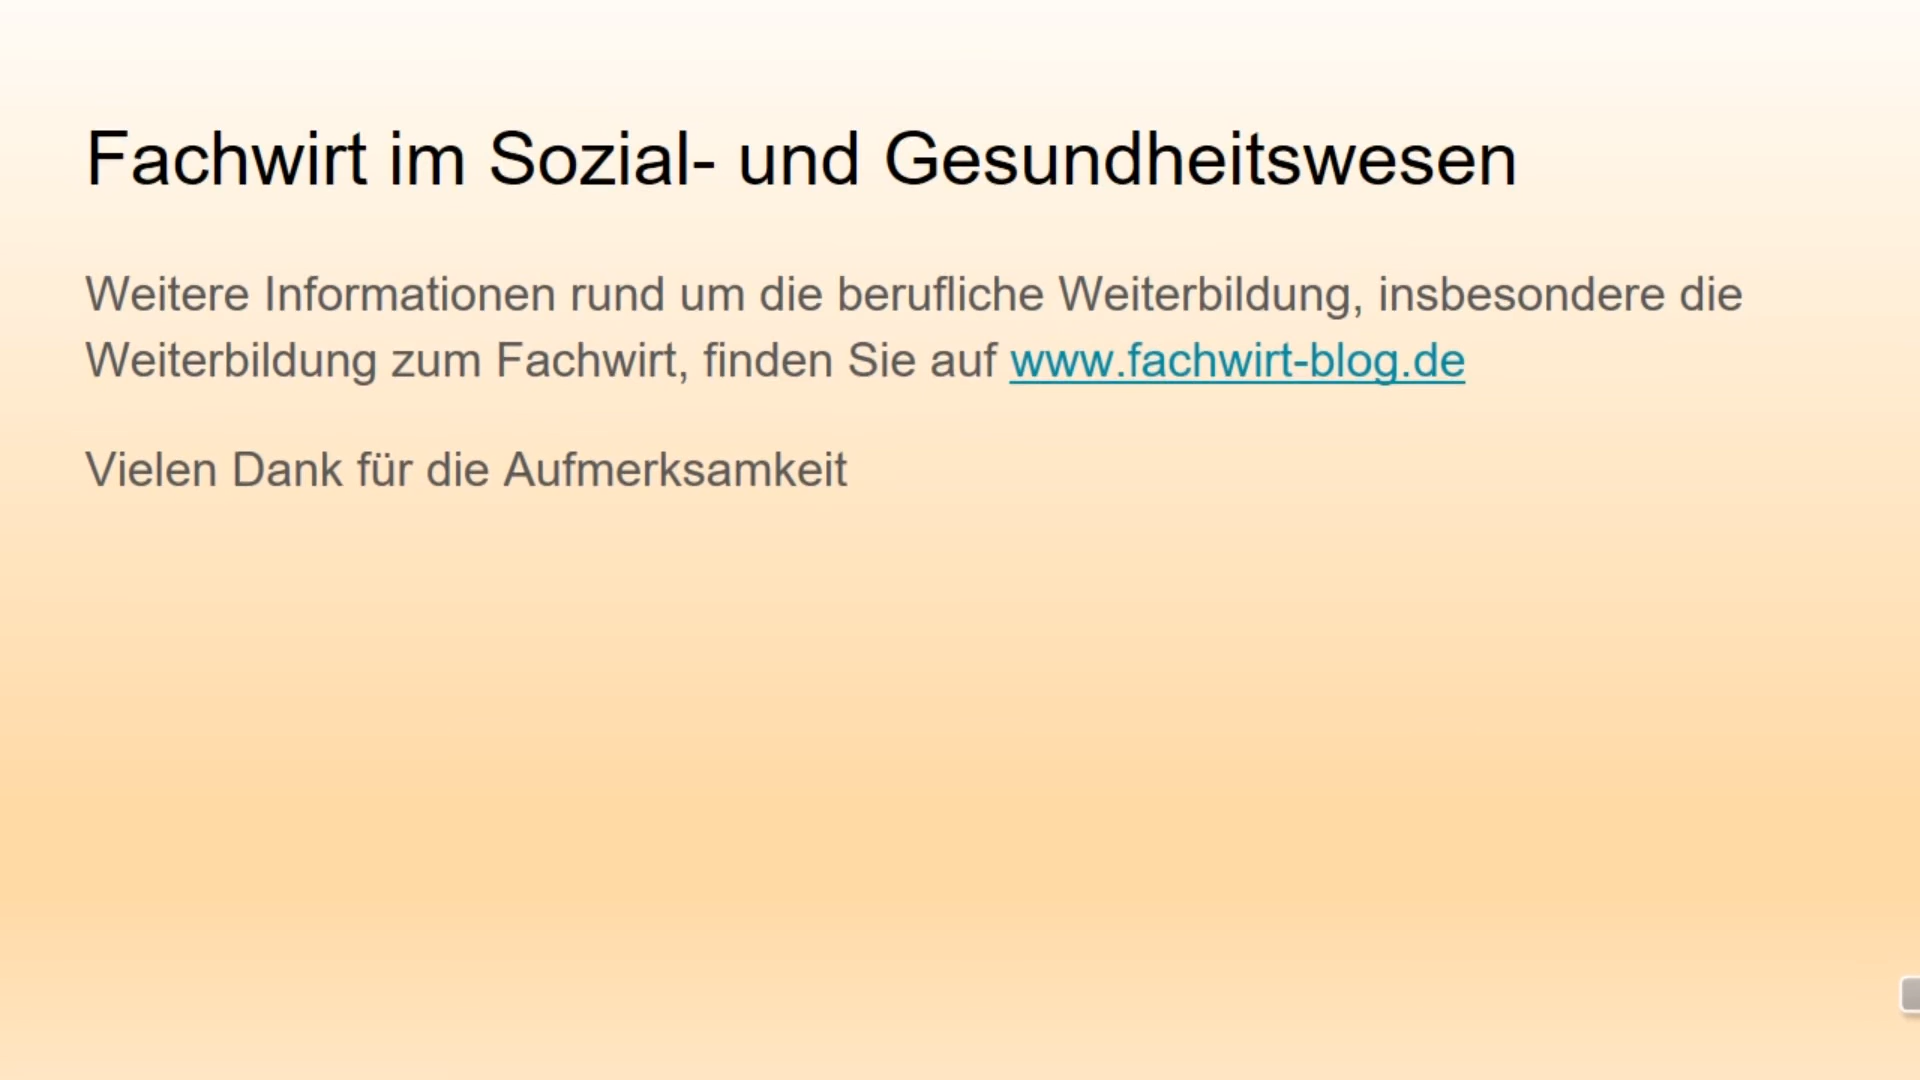 Fachwirt im Sozial- und Gesundheitswesen
Weitere Informationen rund um die berufliche Weiterbildung, insbesondere die
Weiterbildung zum Fachwirt, finden Sie auf www.fachwirt-blog.de
Vielen Dank für die Aufmerksamkeit